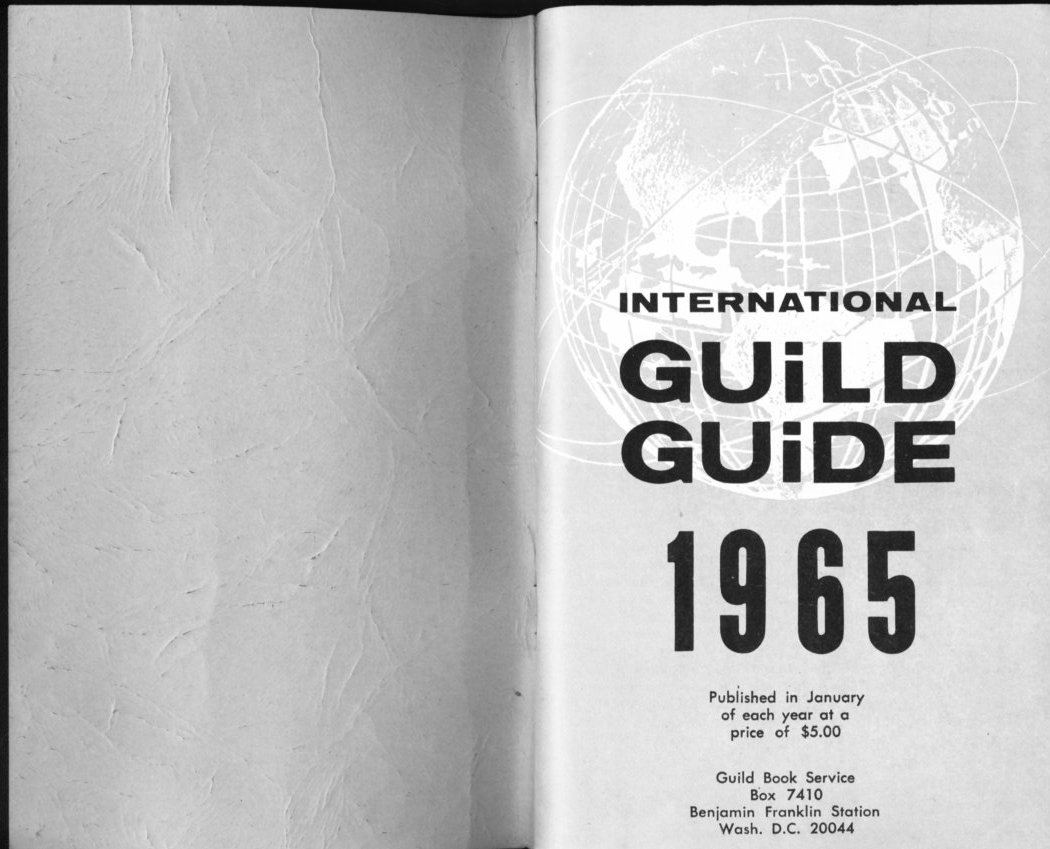 INTERNATIONAL
GUiLD
GUiDE
1965
Published in January
of each year at a
price of $5.00
Guild Book Service
Box 7410
Benjamin Franklin Station
Wash. D.C. 20044